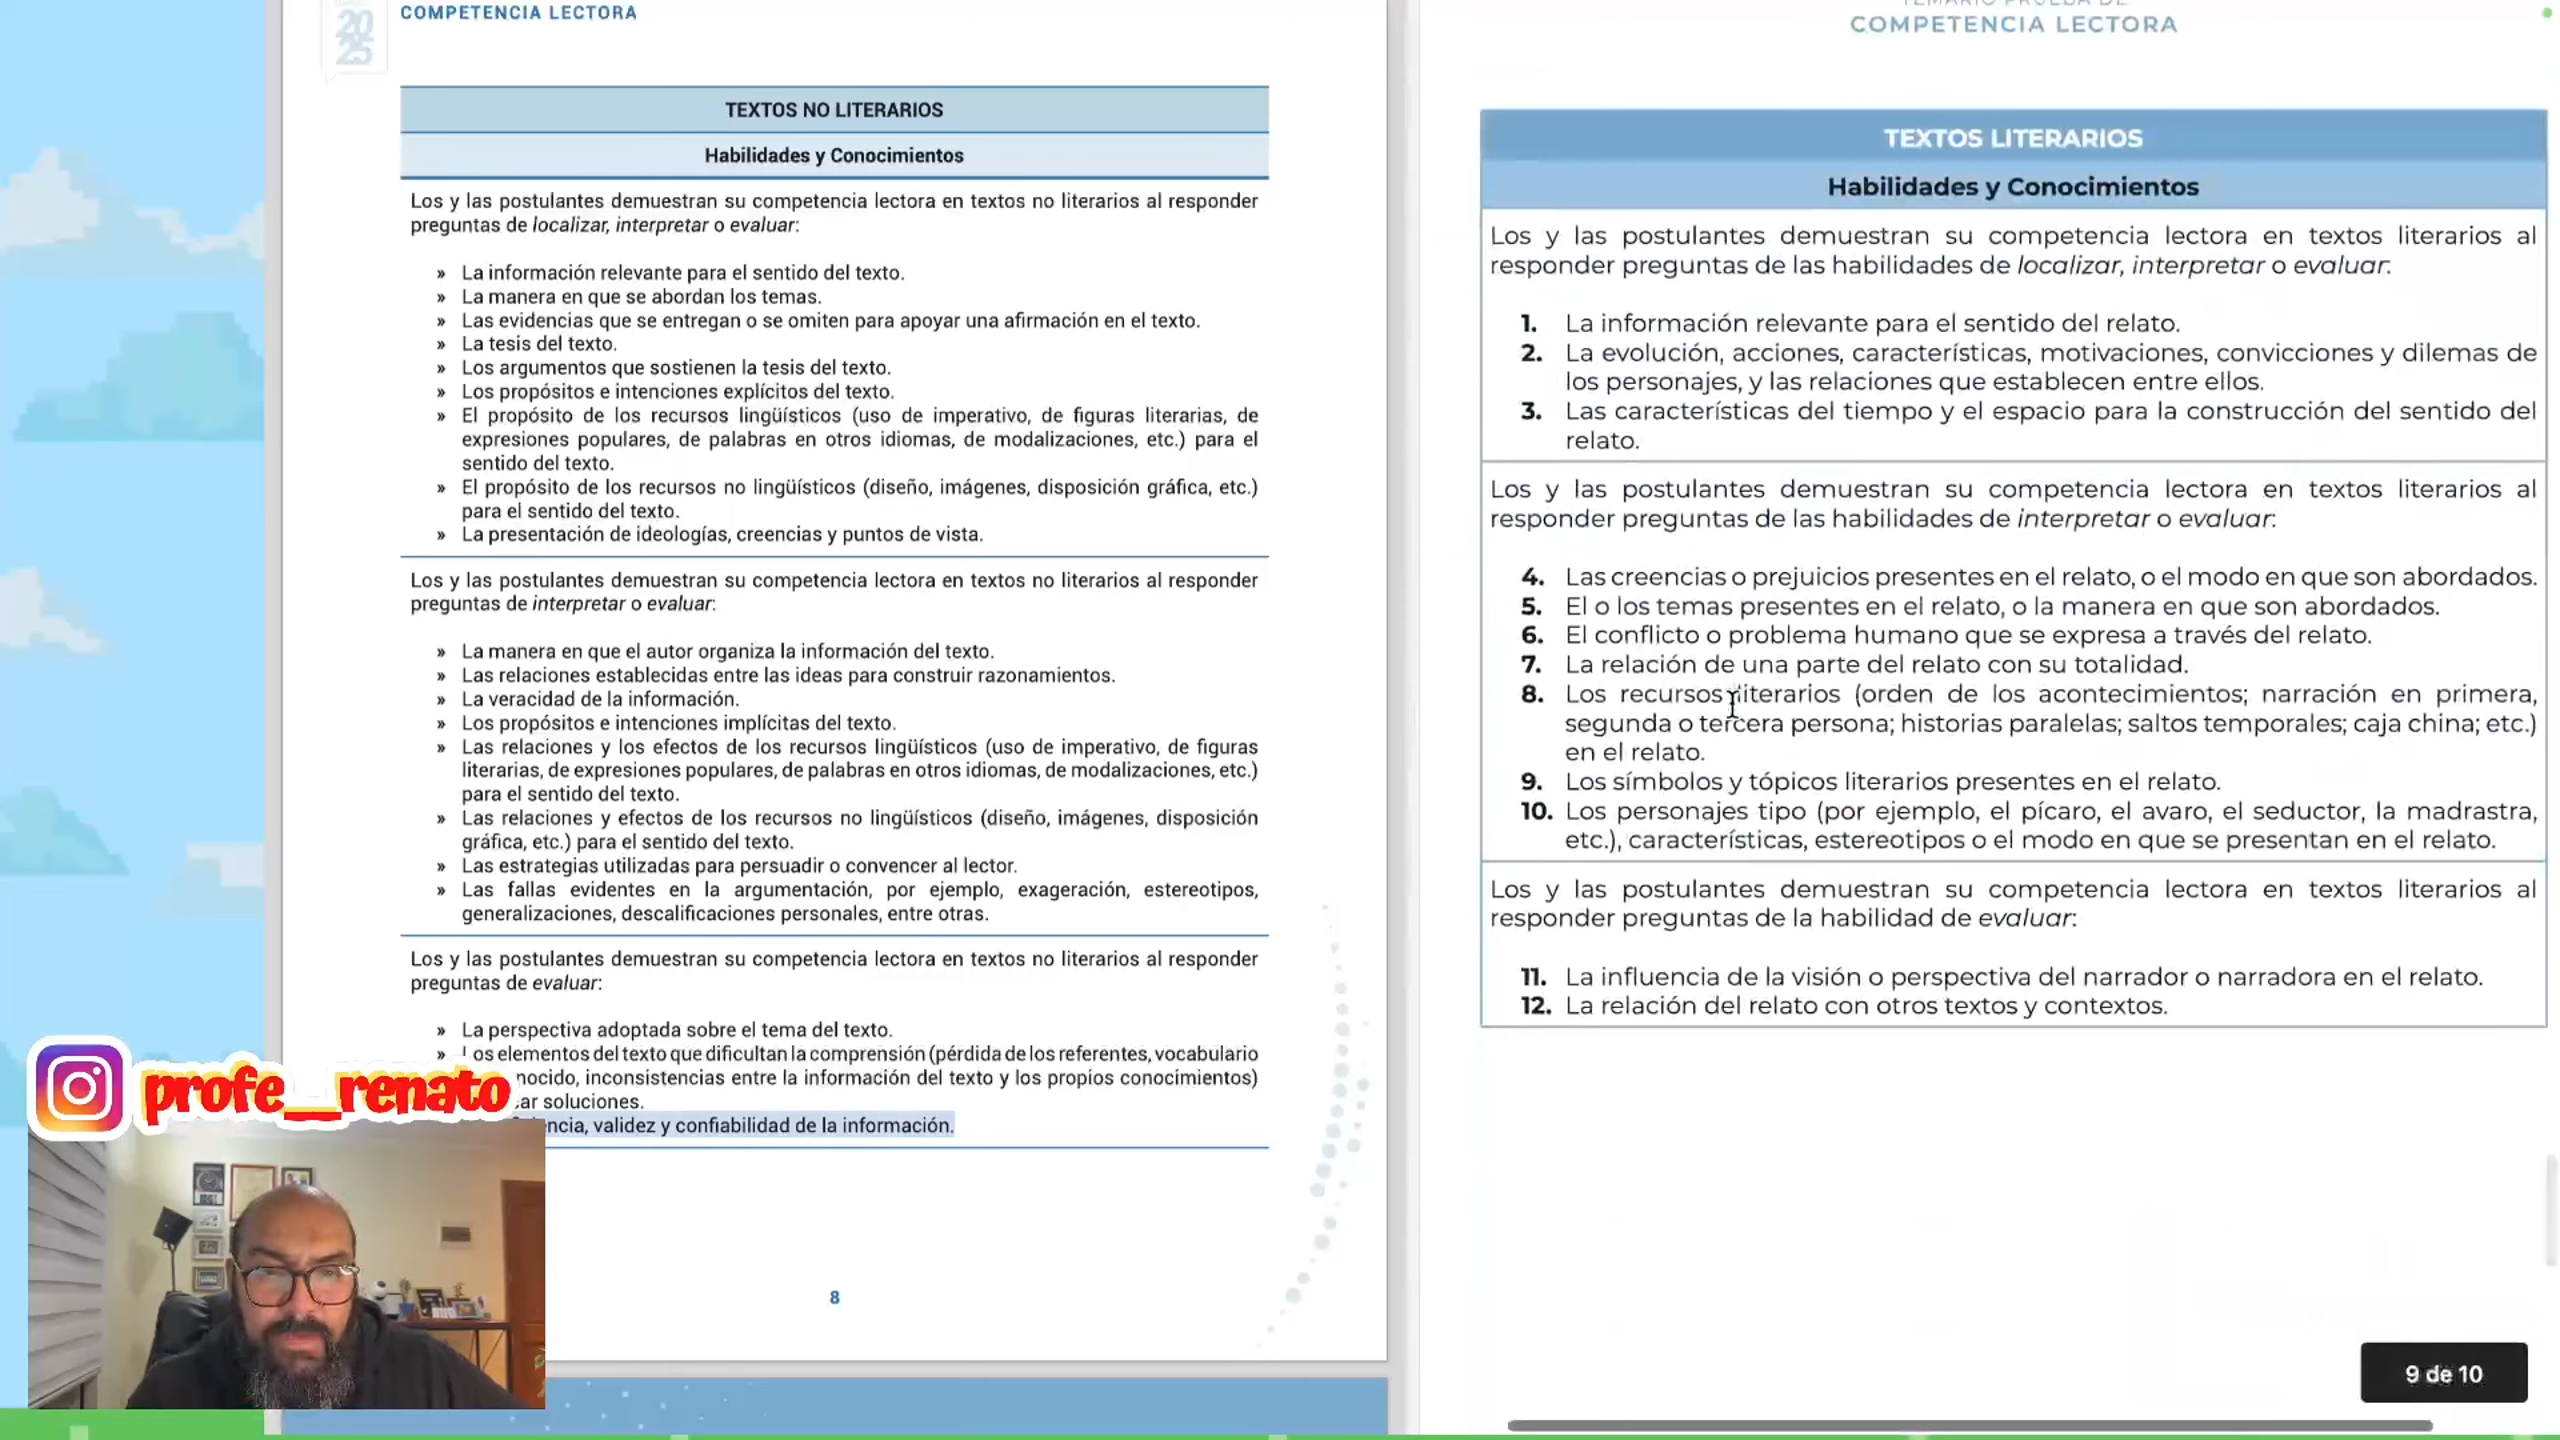 20
25
COMPETENCIA LECTORA
TEXTOS NO LITERARIOS
Habilidades y Conocimientos
Los y las postulantes demuestran su competencia lectora en textos no literarios al responder
preguntas de localizar, interpretar o evaluar:
» La información relevante para el sentido del texto.
» La manera en que se abordan los temas.
» Las evidencias que se entregan o se omiten para apoyar una afirmación en el texto.
» La tesis del texto.
» Los argumentos que sostienen la tesis del texto.
» Los propósitos e intenciones explícitos del texto.
» El propósito de los recursos lingüísticos (uso de imperativo, de figuras literarias, de
expresiones populares, de palabras en otros idiomas, de modalizaciones, etc.) para el
sentido del texto.
» El propósito de los recursos no lingüísticos (diseño, imágenes, disposición gráfica, etc.)
para el sentido del texto.
» La presentación de ideologías, creencias y puntos de vista.
Los y las postulantes demuestran su competencia lectora en textos no literarios al responder
preguntas de interpretar o evaluar:
» La manera en que el autor organiza la información del texto.
» Las relaciones establecidas entre las ideas para construir razonamientos.
» La veracidad de la información.
» Los propósitos e intenciones implícitas del texto.
» Las relaciones y los efectos de los recursos lingüísticos (uso de imperativo, de figuras
literarias, de expresiones populares, de palabras en otros idiomas, de modalizaciones, etc.)
para el sentido del texto.
» Las relaciones y efectos de los recursos no lingüísticos (diseño, imágenes, disposición
gráfica, etc.) para el sentido del texto.
» Las estrategias utilizadas para persuadir o convencer al lector.
» Las fallas evidentes en la argumentación, por ejemplo, exageración, estereotipos,
generalizaciones, descalificaciones personales, entre otras.
Los y las postulantes demuestran su competencia lectora en textos no literarios al responder
preguntas de evaluar:
» La perspectiva adoptada sobre el tema del texto.
» Los elementos del texto que dificultan la comprensión (pérdida de los referentes, vocabulario
nocido, inconsistencias entre la información del texto y los propios conocimientos)
ar soluciones.
encia, validez y confiabilidad de la información.
8
profe__renato
TEMARIO PRUEBA DE
COMPETENCIA LECTORA
TEXTOS LITERARIOS
Habilidades y Conocimientos
Los y las postulantes demuestran su competencia lectora en textos literarios al
responder preguntas de las habilidades de localizar, interpretar o evaluar:
1. La información relevante para el sentido del relato.
2. La evolución, acciones, características, motivaciones, convicciones y dilemas de
los personajes, y las relaciones que establecen entre ellos.
3. Las características del tiempo y el espacio para la construcción del sentido del
relato.
Los y las postulantes demuestran su competencia lectora en textos literarios al
responder preguntas de las habilidades de interpretar o evaluar:
4. Las creencias o prejuicios presentes en el relato, o el modo en que son abordados.
5. El o los temas presentes en el relato, o la manera en que son abordados.
6. El conflicto o problema humano que se expresa a través del relato.
7. La relación de una parte del relato con su totalidad.
8. Los recursos literarios (orden de los acontecimientos; narración en primera,
segunda o tercera persona; historias paralelas; saltos temporales; caja china; etc.)
en el relato.
9. Los símbolos y tópicos literarios presentes en el relato.
10. Los personajes tipo (por ejemplo, el pícaro, el avaro, el seductor, la madrastra,
etc.), características, estereotipos o el modo en que se presentan en el relato.
Los y las postulantes demuestran su competencia lectora en textos literarios al
responder preguntas de la habilidad de evaluar:
11. La influencia de la visión o perspectiva del narrador o narradora en el relato.
12. La relación del relato con otros textos y contextos.
9 de 10